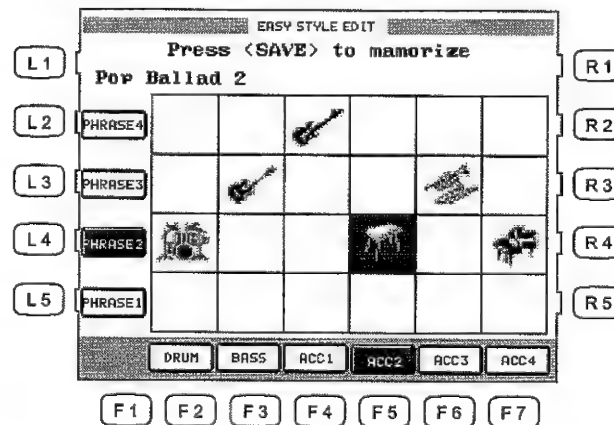 EASY STYLE EDIT
Press <SAVE> to mamorize
L1 R1
Pop Ballad 2
L2 PHRASE4 R2
L3 PHRASE3 R3
L4 PHRASE2 R4
L5 PHRASE1 R5
DRUM BASS ACC1 ACC2 ACC3 ACC4
F1 F2 F3 F4 F5 F6 F7